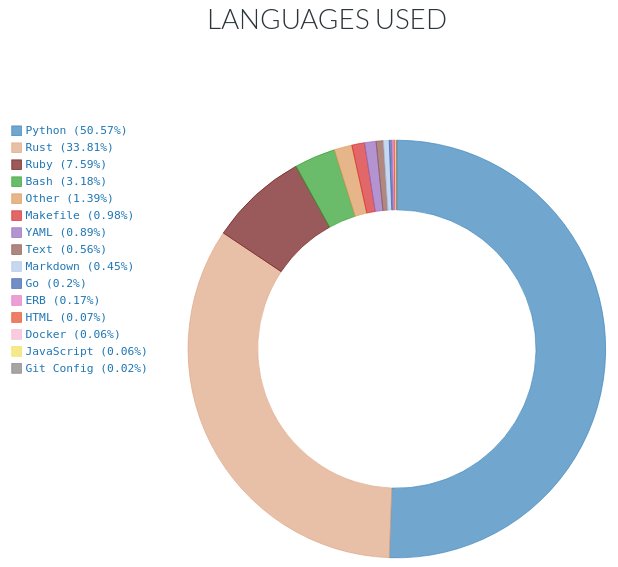 LANGUAGES USED
Python (50.57%)
Rust (33.81%)
Ruby (7.59%)
Bash (3.18%)
Other (1.39%)
Makefile (0.98%)
YAML (0.89%)
Text (0.56%)
Markdown (0.45%)
Go (0.2%)
ERB (0.17%)
HTML (0.07%)
Docker (0.06%)
JavaScript (0.06%)
Git Config (0.02%)